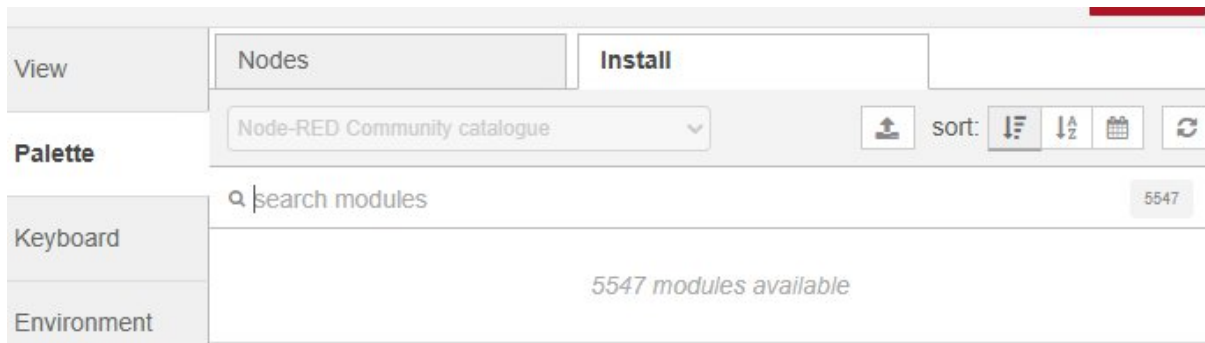 View
Nodes
Install
Node-RED Community catalogue
sort:
Palette
search modules
5547
Keyboard
5547 modules available
Environment